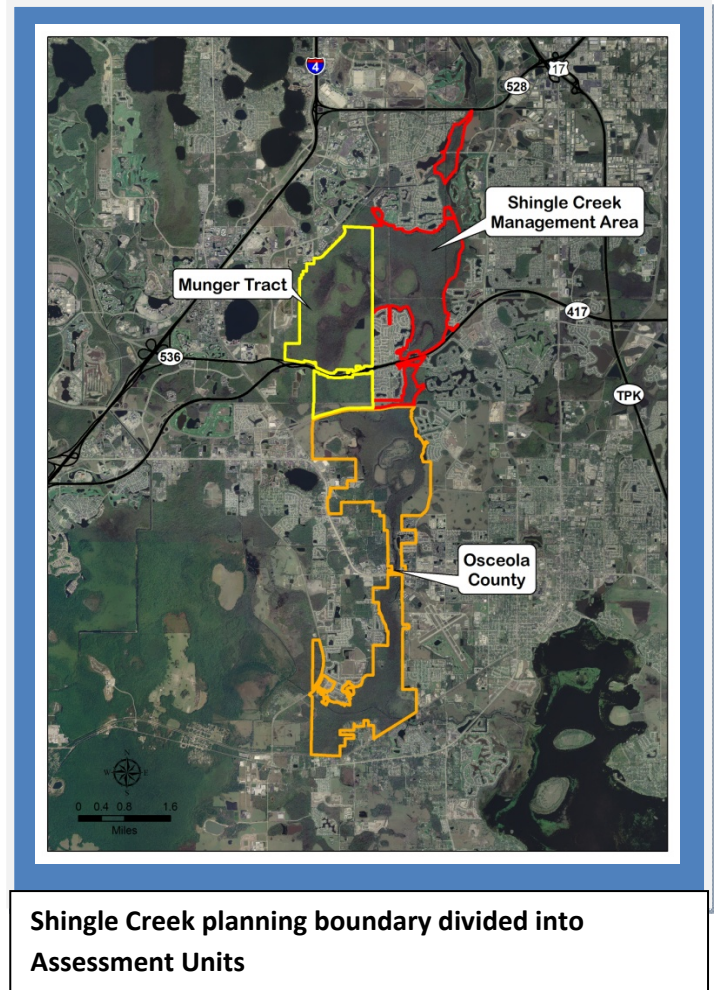 4
17
528
Shingle Creek
Management Area
Munger Tract
417
536
TPK
Osceola
County
N
W E
S
0 0.4 0.8 1.6
Miles
Shingle Creek planning boundary divided into
Assessment Units